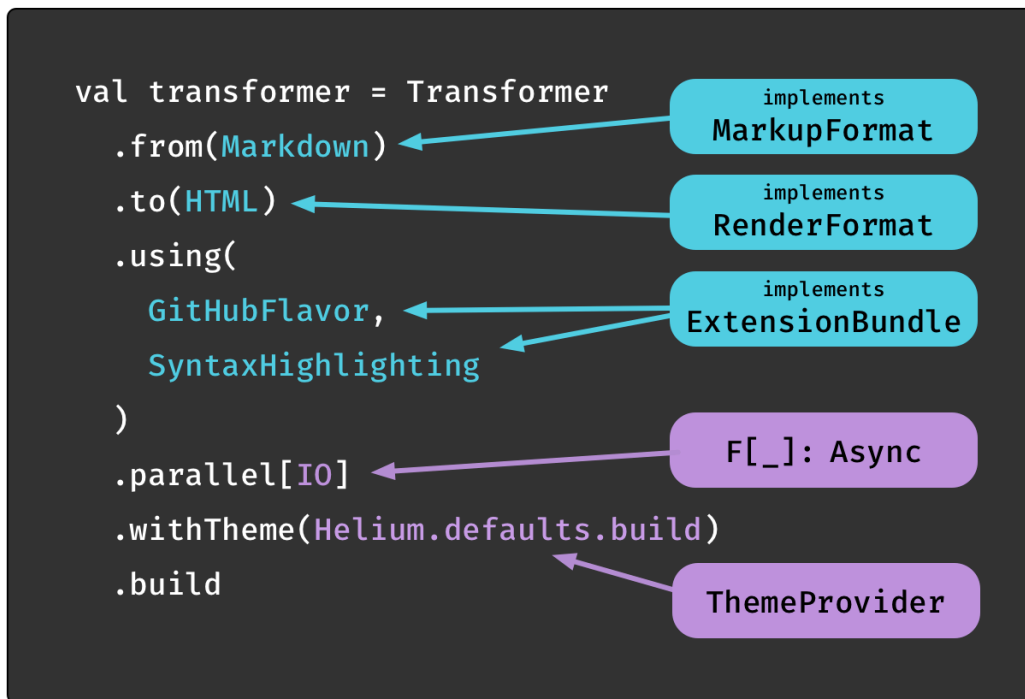 val transformer = Transformer
.from(Markdown)
.to(HTML)
.using(
GitHubFlavor,
SyntaxHighlighting
)
.parallel[IO]
.withTheme(Helium.defaults.build)
.build
implements
MarkupFormat
implements
RenderFormat
implements
ExtensionBundle
F[_]: Async
ThemeProvider